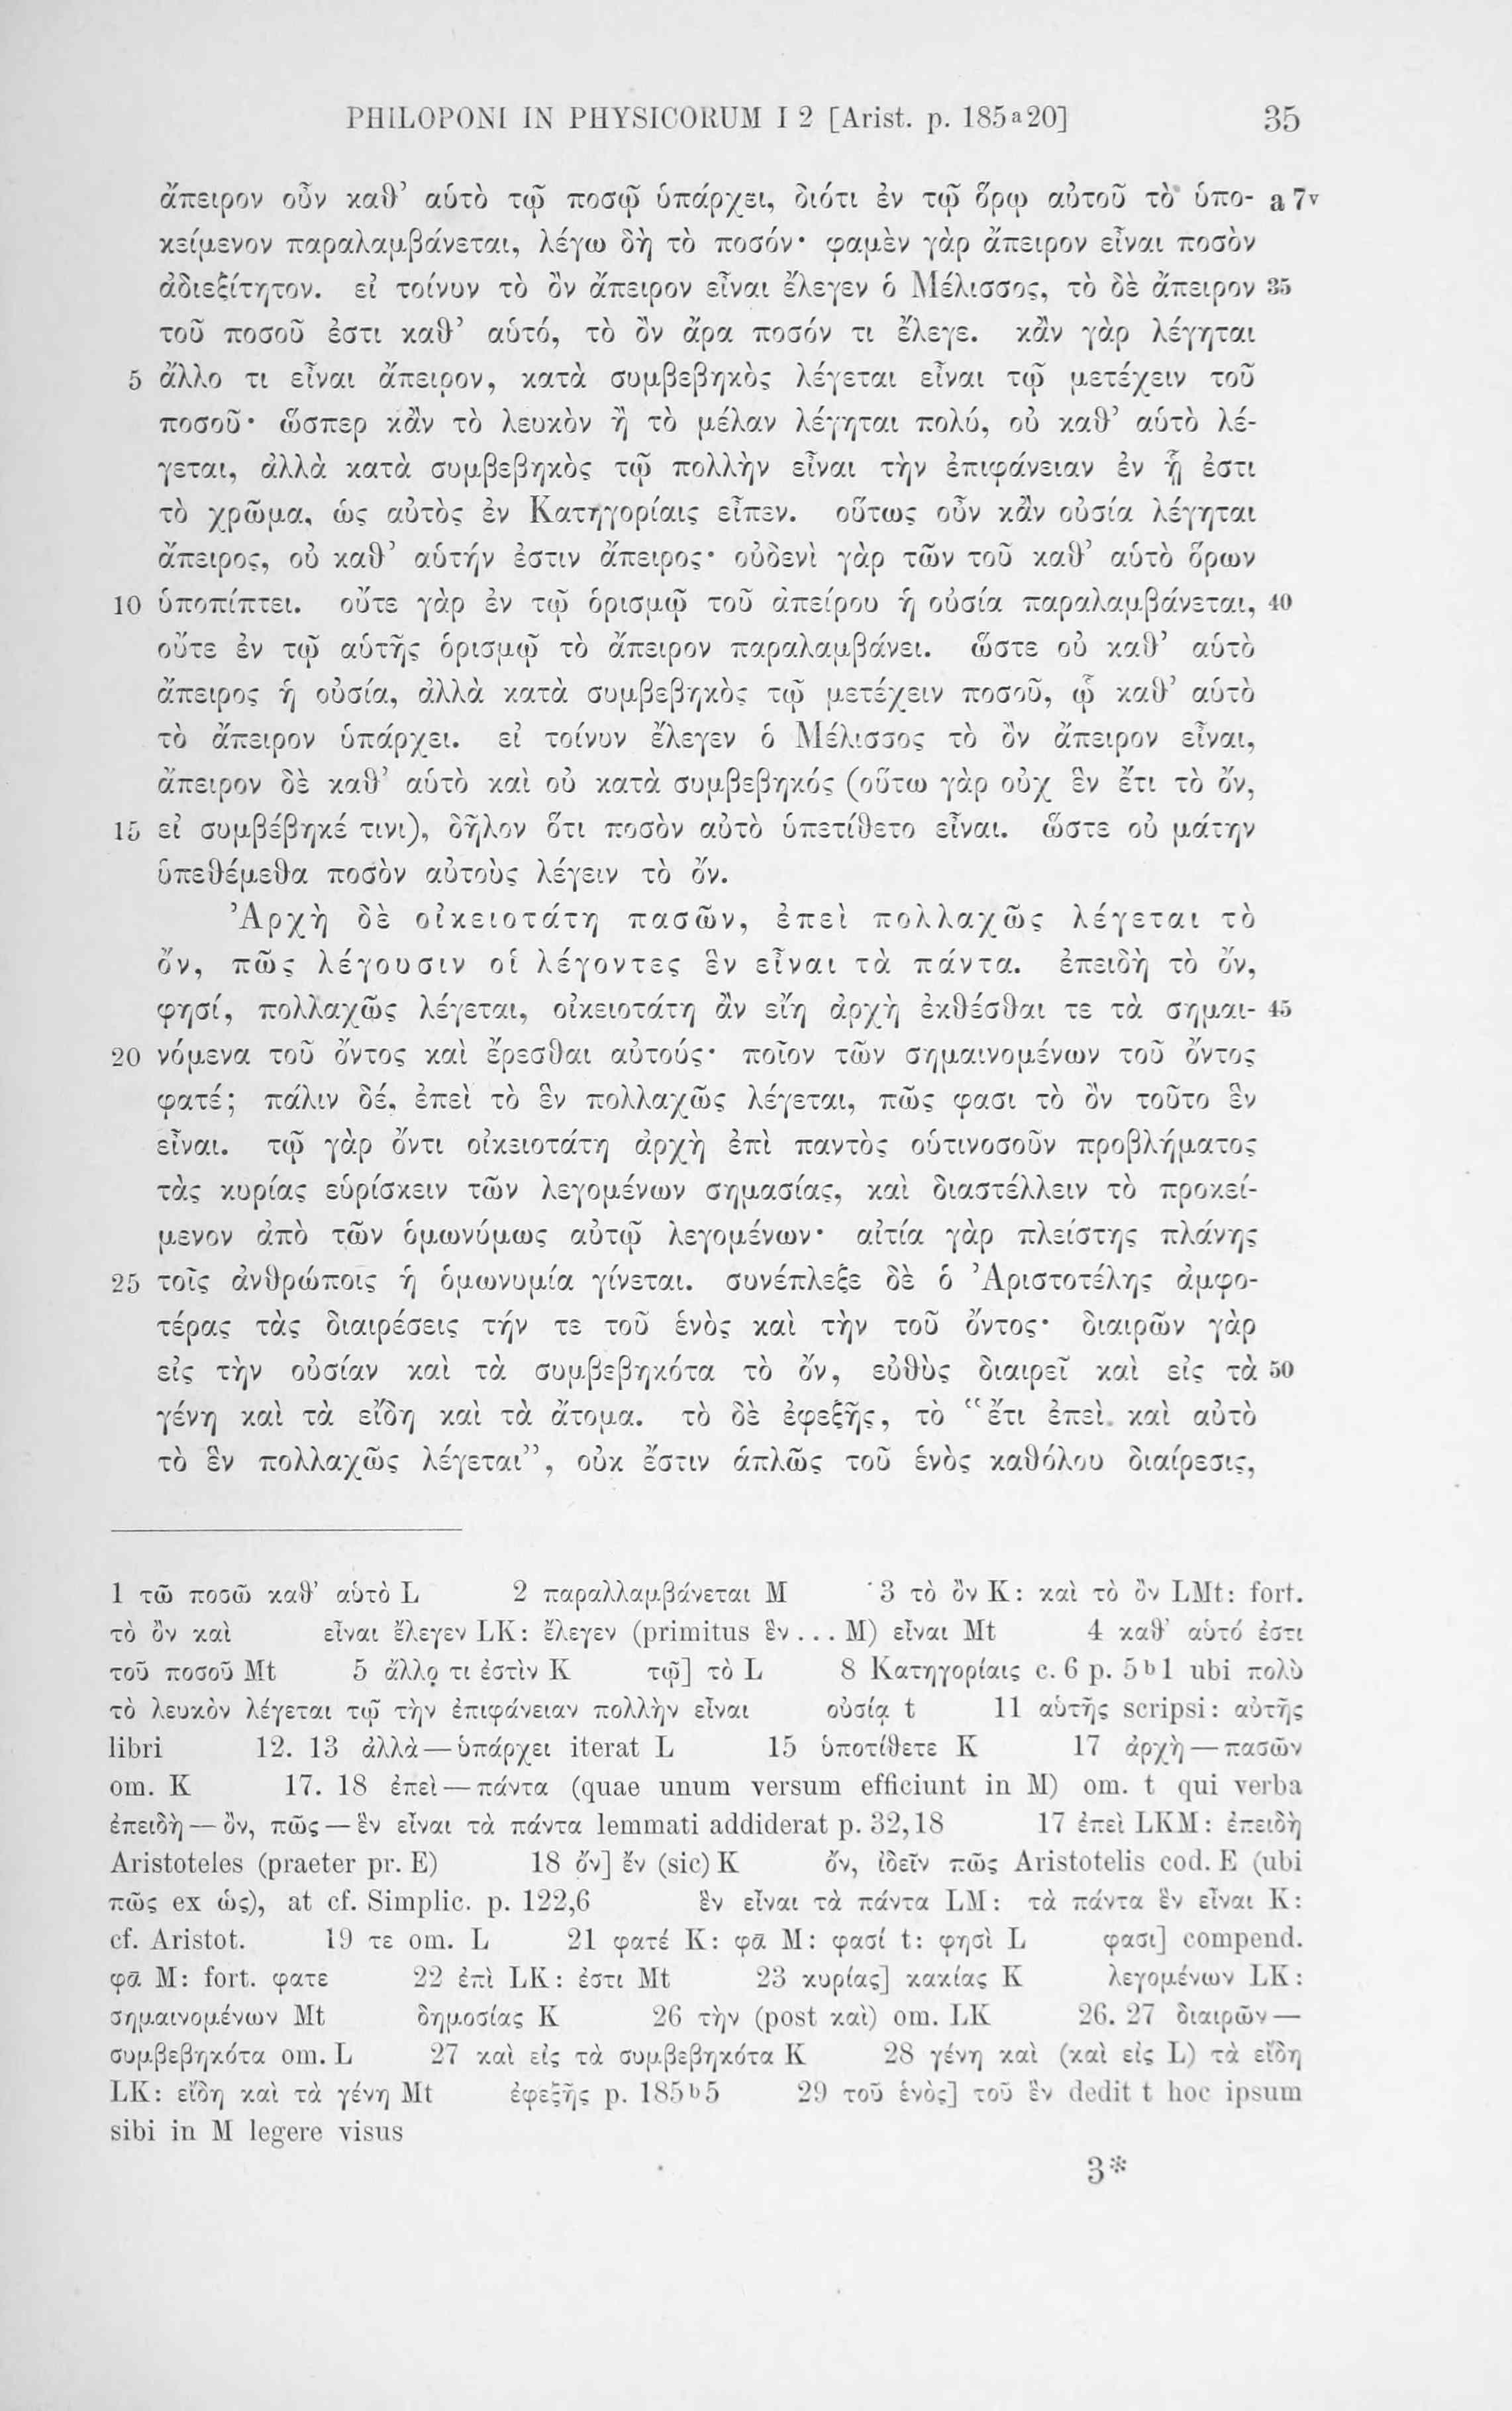 PHILOPONI IN PHYSICORUM I 2 [Arist. p. 185ᵃ20] 35
ἄπειρον οὖν καθ’ αὑτὸ τῷ ποσῷ ὑπάρχει, διότι ἐν τῷ ὅρῳ αὐτοῦ τὸ ὑπο- a 7ᵛ
κείμενον παραλαμβάνεται, λέγω δὴ τὸ ποσόν· φαμὲν γὰρ ἄπειρον εἶναι ποσὸν
ἀδιεξίτητον. εἰ τοίνυν τὸ ὂν ἄπειρον εἶναι ἔλεγεν ὁ Μέλισσος, τὸ δὲ ἄπειρον 35
τοῦ ποσοῦ ἐστι καθ’ αὑτό, τὸ ὂν ἄρα ποσόν τι ἔλεγε. κἂν γὰρ λέγηται
5 ἄλλο τι εἶναι ἄπειρον, κατὰ συμβεβηκὸς λέγεται εἶναι τῷ μετέχειν τοῦ
ποσοῦ· ὥσπερ κἂν τὸ λευκὸν ἢ τὸ μέλαν λέγηται πολύ, οὐ καθ’ αὑτὸ λέ-
γεται, ἀλλὰ κατὰ συμβεβηκὸς τῷ πολλὴν εἶναι τὴν ἐπιφάνειαν ἐν ᾗ ἐστι
τὸ χρῶμα, ὡς αὐτὸς ἐν Κατηγορίαις εἶπεν. οὕτως οὖν κἂν οὐσία λέγηται
ἄπειρος, οὐ καθ’ αὑτήν ἐστιν ἄπειρος· οὐδενὶ γὰρ τῶν τοῦ καθ’ αὑτὸ ὅρων
10 ὑποπίπτει. οὔτε γὰρ ἐν τῷ ὁρισμῷ τοῦ ἀπείρου ἡ οὐσία παραλαμβάνεται, 40
οὔτε ἐν τῷ αὑτῆς ὁρισμῷ τὸ ἄπειρον παραλαμβάνει. ὥστε οὐ καθ’ αὑτὸ
ἄπειρος ἡ οὐσία, ἀλλὰ κατὰ συμβεβηκὸς τῷ μετέχειν ποσοῦ, ᾧ καθ’ αὑτὸ
τὸ ἄπειρον ὑπάρχει. εἰ τοίνυν ἔλεγεν ὁ Μέλισσος τὸ ὂν ἄπειρον εἶναι,
ἄπειρον δὲ καθ’ αὑτὸ καὶ οὐ κατὰ συμβεβηκός (οὕτω γὰρ οὐχ ἓν ἔτι τὸ ὄν,
15 εἰ συμβέβηκέ τινι), δῆλον ὅτι ποσὸν αὐτὸ ὑπετίθετο εἶναι. ὥστε οὐ μάτην
ὑπεθέμεθα ποσὸν αὐτοὺς λέγειν τὸ ὄν.
Ἀρχὴ δὲ οἰκειοτάτη πασῶν, ἐπεὶ πολλαχῶς λέγεται τὸ
ὄν, πῶς λέγουσιν οἱ λέγοντες ἓν εἶναι τὰ πάντα. ἐπειδὴ τὸ ὄν,
φησί, πολλαχῶς λέγεται, οἰκειοτάτη ἂν εἴη ἀρχὴ ἐκθέσθαι τε τὰ σημαι- 45
20 νόμενα τοῦ ὄντος καὶ ἔρεσθαι αὐτούς· ποῖον τῶν σημαινομένων τοῦ ὄντος
φατέ; πάλιν δέ, ἐπεὶ τὸ ἓν πολλαχῶς λέγεται, πῶς φασι τὸ ὂν τοῦτο ἓν
εἶναι. τῷ γὰρ ὄντι οἰκειοτάτη ἀρχὴ ἐπὶ παντὸς οὑτινοσοῦν προβλήματος
τὰς κυρίας εὑρίσκειν τῶν λεγομένων σημασίας, καὶ διαστέλλειν τὸ προκεί-
μενον ἀπὸ τῶν ὁμωνύμως αὐτῷ λεγομένων· αἰτία γὰρ πλείστης πλάνης
25 τοῖς ἀνθρώποις ἡ ὁμωνυμία γίνεται. συνέπλεξε δὲ ὁ Ἀριστοτέλης ἀμφο-
τέρας τὰς διαιρέσεις τήν τε τοῦ ἑνὸς καὶ τὴν τοῦ ὄντος· διαιρῶν γὰρ
εἰς τὴν οὐσίαν καὶ τὰ συμβεβηκότα τὸ ὄν, εὐθὺς διαιρεῖ καὶ εἰς τὰ 50
γένη καὶ τὰ εἴδη καὶ τὰ ἄτομα. τὸ δὲ ἐφεξῆς, τὸ “ἔτι ἐπεὶ καὶ αὐτὸ
τὸ ἓν πολλαχῶς λέγεται”, οὐκ ἔστιν ἁπλῶς τοῦ ἑνὸς καθόλου διαίρεσις,
1 τῶ ποσῶ καθ’ αὑτὸ L 2 παραλλαμβάνεται M 3 τὸ ὂν K: καὶ τὸ ὂν LMt: fort.
τὸ ὂν καὶ εἶναι ἔλεγεν LK: ἔλεγεν (primitus ἓν ... M) εἶναι Mt 4 καθ’ αὑτό ἐστι
τοῦ ποσοῦ Mt 5 ἄλλο τι ἐστὶν K τῷ] τὸ L 8 Κατηγορίαις c. 6 p. 5ᵇ1 ubi πολὺ
τὸ λευκὸν λέγεται τῷ τὴν ἐπιφάνειαν πολλὴν εἶναι οὐσίᾳ t 11 αὑτῆς scripsi: αὐτῆς
libri 12. 13 ἀλλὰ — ὑπάρχει iterat L 15 ὑποτίθετε K 17 ἀρχὴ — πασῶν
om. K 17. 18 ἐπεὶ — πάντα (quae unum versum efficiunt in M) om. t qui verba
ἐπειδὴ — ὂν, πῶς — ἓν εἶναι τὰ πάντα lemmati addiderat p. 32,18 17 ἐπεὶ LKM: ἐπειδὴ
Aristoteles (praeter pr. E) 18 ὄν] ἔν (sic) K ὄν, ἰδεῖν πῶς Aristotelis cod. E (ubi
πῶς ex ὡς), at cf. Simplic. p. 122,6 ἓν εἶναι τὰ πάντα LM: τὰ πάντα ἓν εἶναι K:
cf. Aristot. 19 τε om. L 21 φατέ K: φα̅ M: φασί t: φησὶ L φασι] compend.
φα̅ M: fort. φατε 22 ἐπὶ LK: ἐστι Mt 23 κυρίας] κακίας K λεγομένων LK:
σημαινομένων Mt δημοσίας K 26 τὴν (post καὶ) om. LK 26. 27 διαιρῶν —
συμβεβηκότα om. L 27 καὶ εἰς τὰ συμβεβηκότα K 28 γένη καὶ (καὶ εἰς L) τὰ εἴδη
LK: εἴδη καὶ τὰ γένη Mt ἐφεξῆς p. 185ᵇ5 29 τοῦ ἑνὸς] τοῦ ἓν dedit t hoc ipsum
sibi in M legere visus
3*